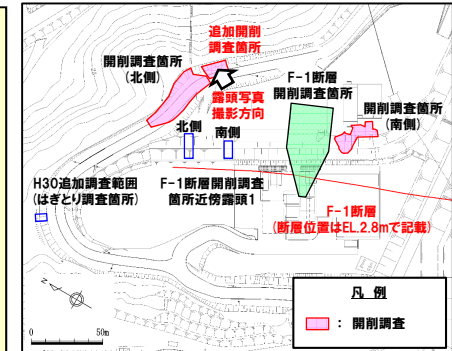 追加開削
調査箇所
開削調査箇所
(北側)
F-1断層
開削調査箇所
露頭写真
撮影方向
開削調査箇所
(南側)
北側
南側
H30追加調査範囲
(はぎとり調査箇所)
F-1断層開削調査
箇所近傍露頭1
F-1断層
(断層位置はEL.2.8mで記載)
N
凡 例
: 開削調査
0 50m